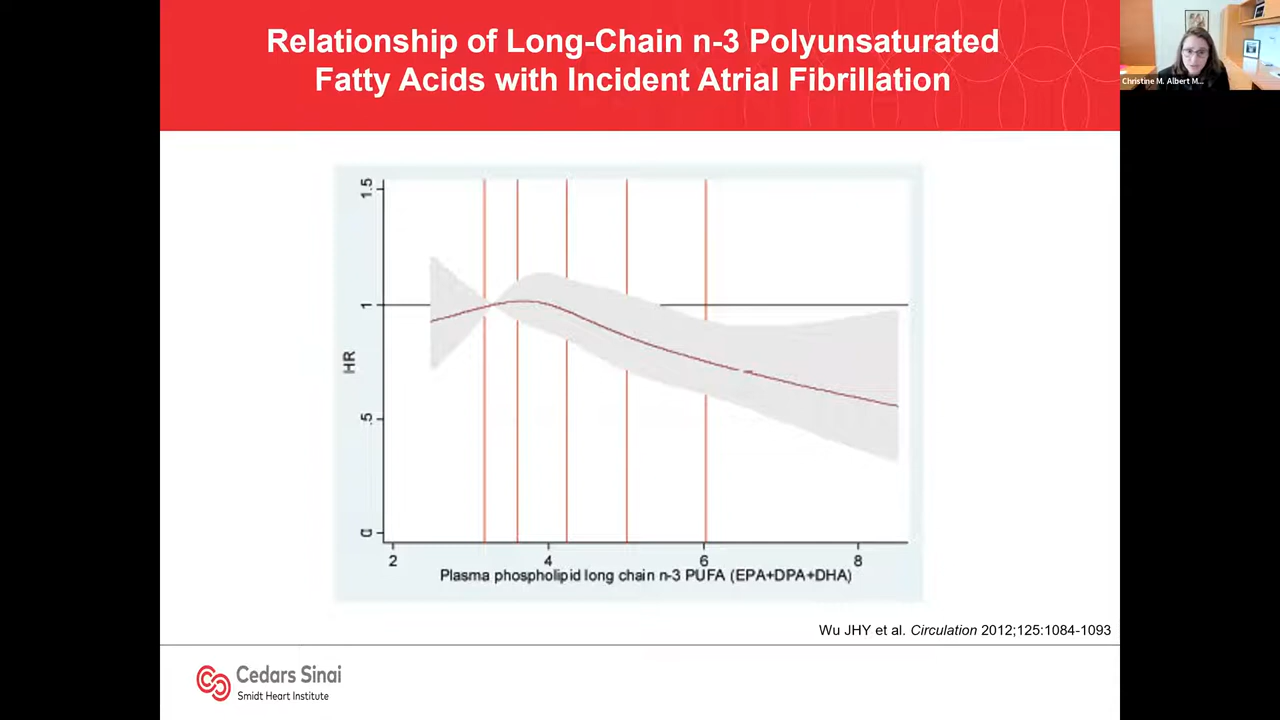 Relationship of Long-Chain n-3 Polyunsaturated
Fatty Acids with Incident Atrial Fibrillation
Christine M. Albert M...
1.5
1
.5
0
HR
2 4 6 8
Plasma phospholipid long chain n-3 PUFA (EPA+DPA+DHA)
Wu JHY et al. Circulation 2012;125:1084-1093
Cedars Sinai
Smidt Heart Institute